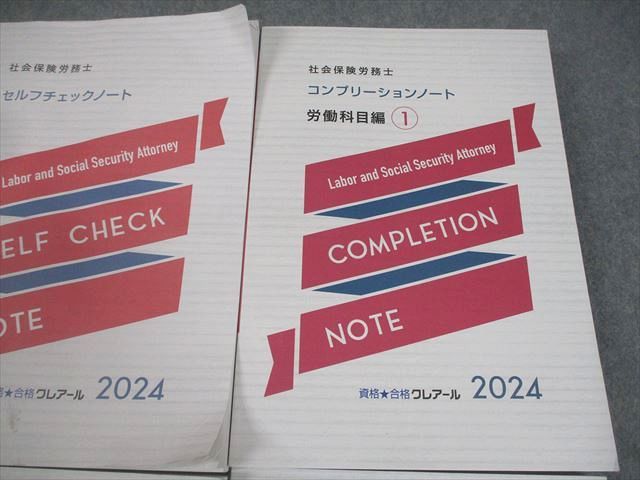 社会保険労務士
セルフチェックノート
Labor and Social Security Attorney
ELF CHECK
OTE
格★合格 クレアール 2024
社会保険労務士
コンプリーションノート
労働科目編 1
Labor and Social Security Attorney
COMPLETION
NOTE
資格★合格 クレアール 2024